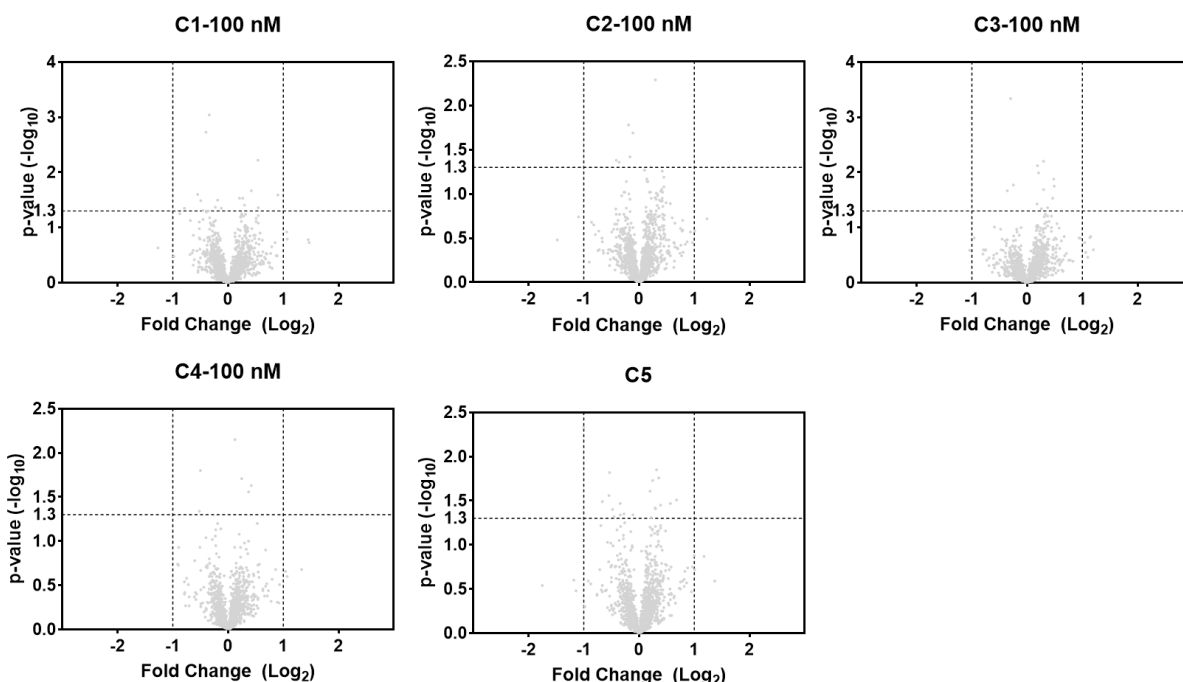 C1-100 nM
C2-100 nM
C3-100 nM
4
3
2
1.3
1
0
p-value (-log10)
-2 -1 0 1 2
Fold Change (Log2)
2.5
2.0
1.5
1.3
1.0
0.5
0.0
p-value (-log10)
-2 -1 0 1 2
Fold Change (Log2)
4
3
2
1.3
1
0
p-value (-log10)
-2 -1 0 1 2
Fold Change (Log2)
C4-100 nM
C5
2.5
2.0
1.5
1.3
1.0
0.5
0.0
p-value (-log10)
-2 -1 0 1 2
Fold Change (Log2)
2.5
2.0
1.5
1.3
1.0
0.5
0.0
p-value (-log10)
-2 -1 0 1 2
Fold Change (Log2)